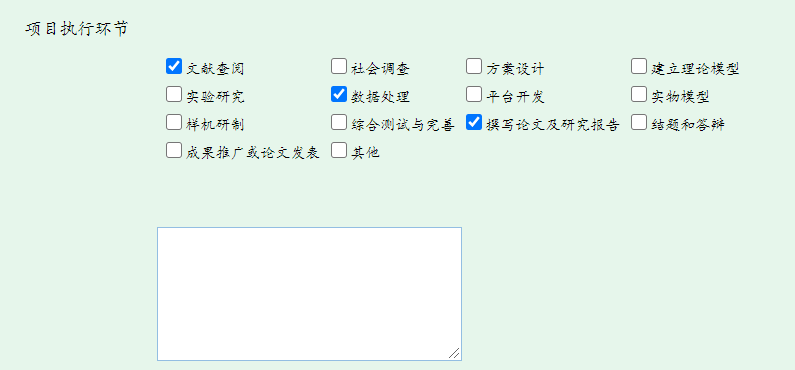 项目执行环节
文献查阅 社会调查 方案设计 建立理论模型
实验研究 数据处理 平台开发 实物模型
样机研制 综合测试与完善 撰写论文及研究报告 结题和答辩
成果推广或论文发表 其他